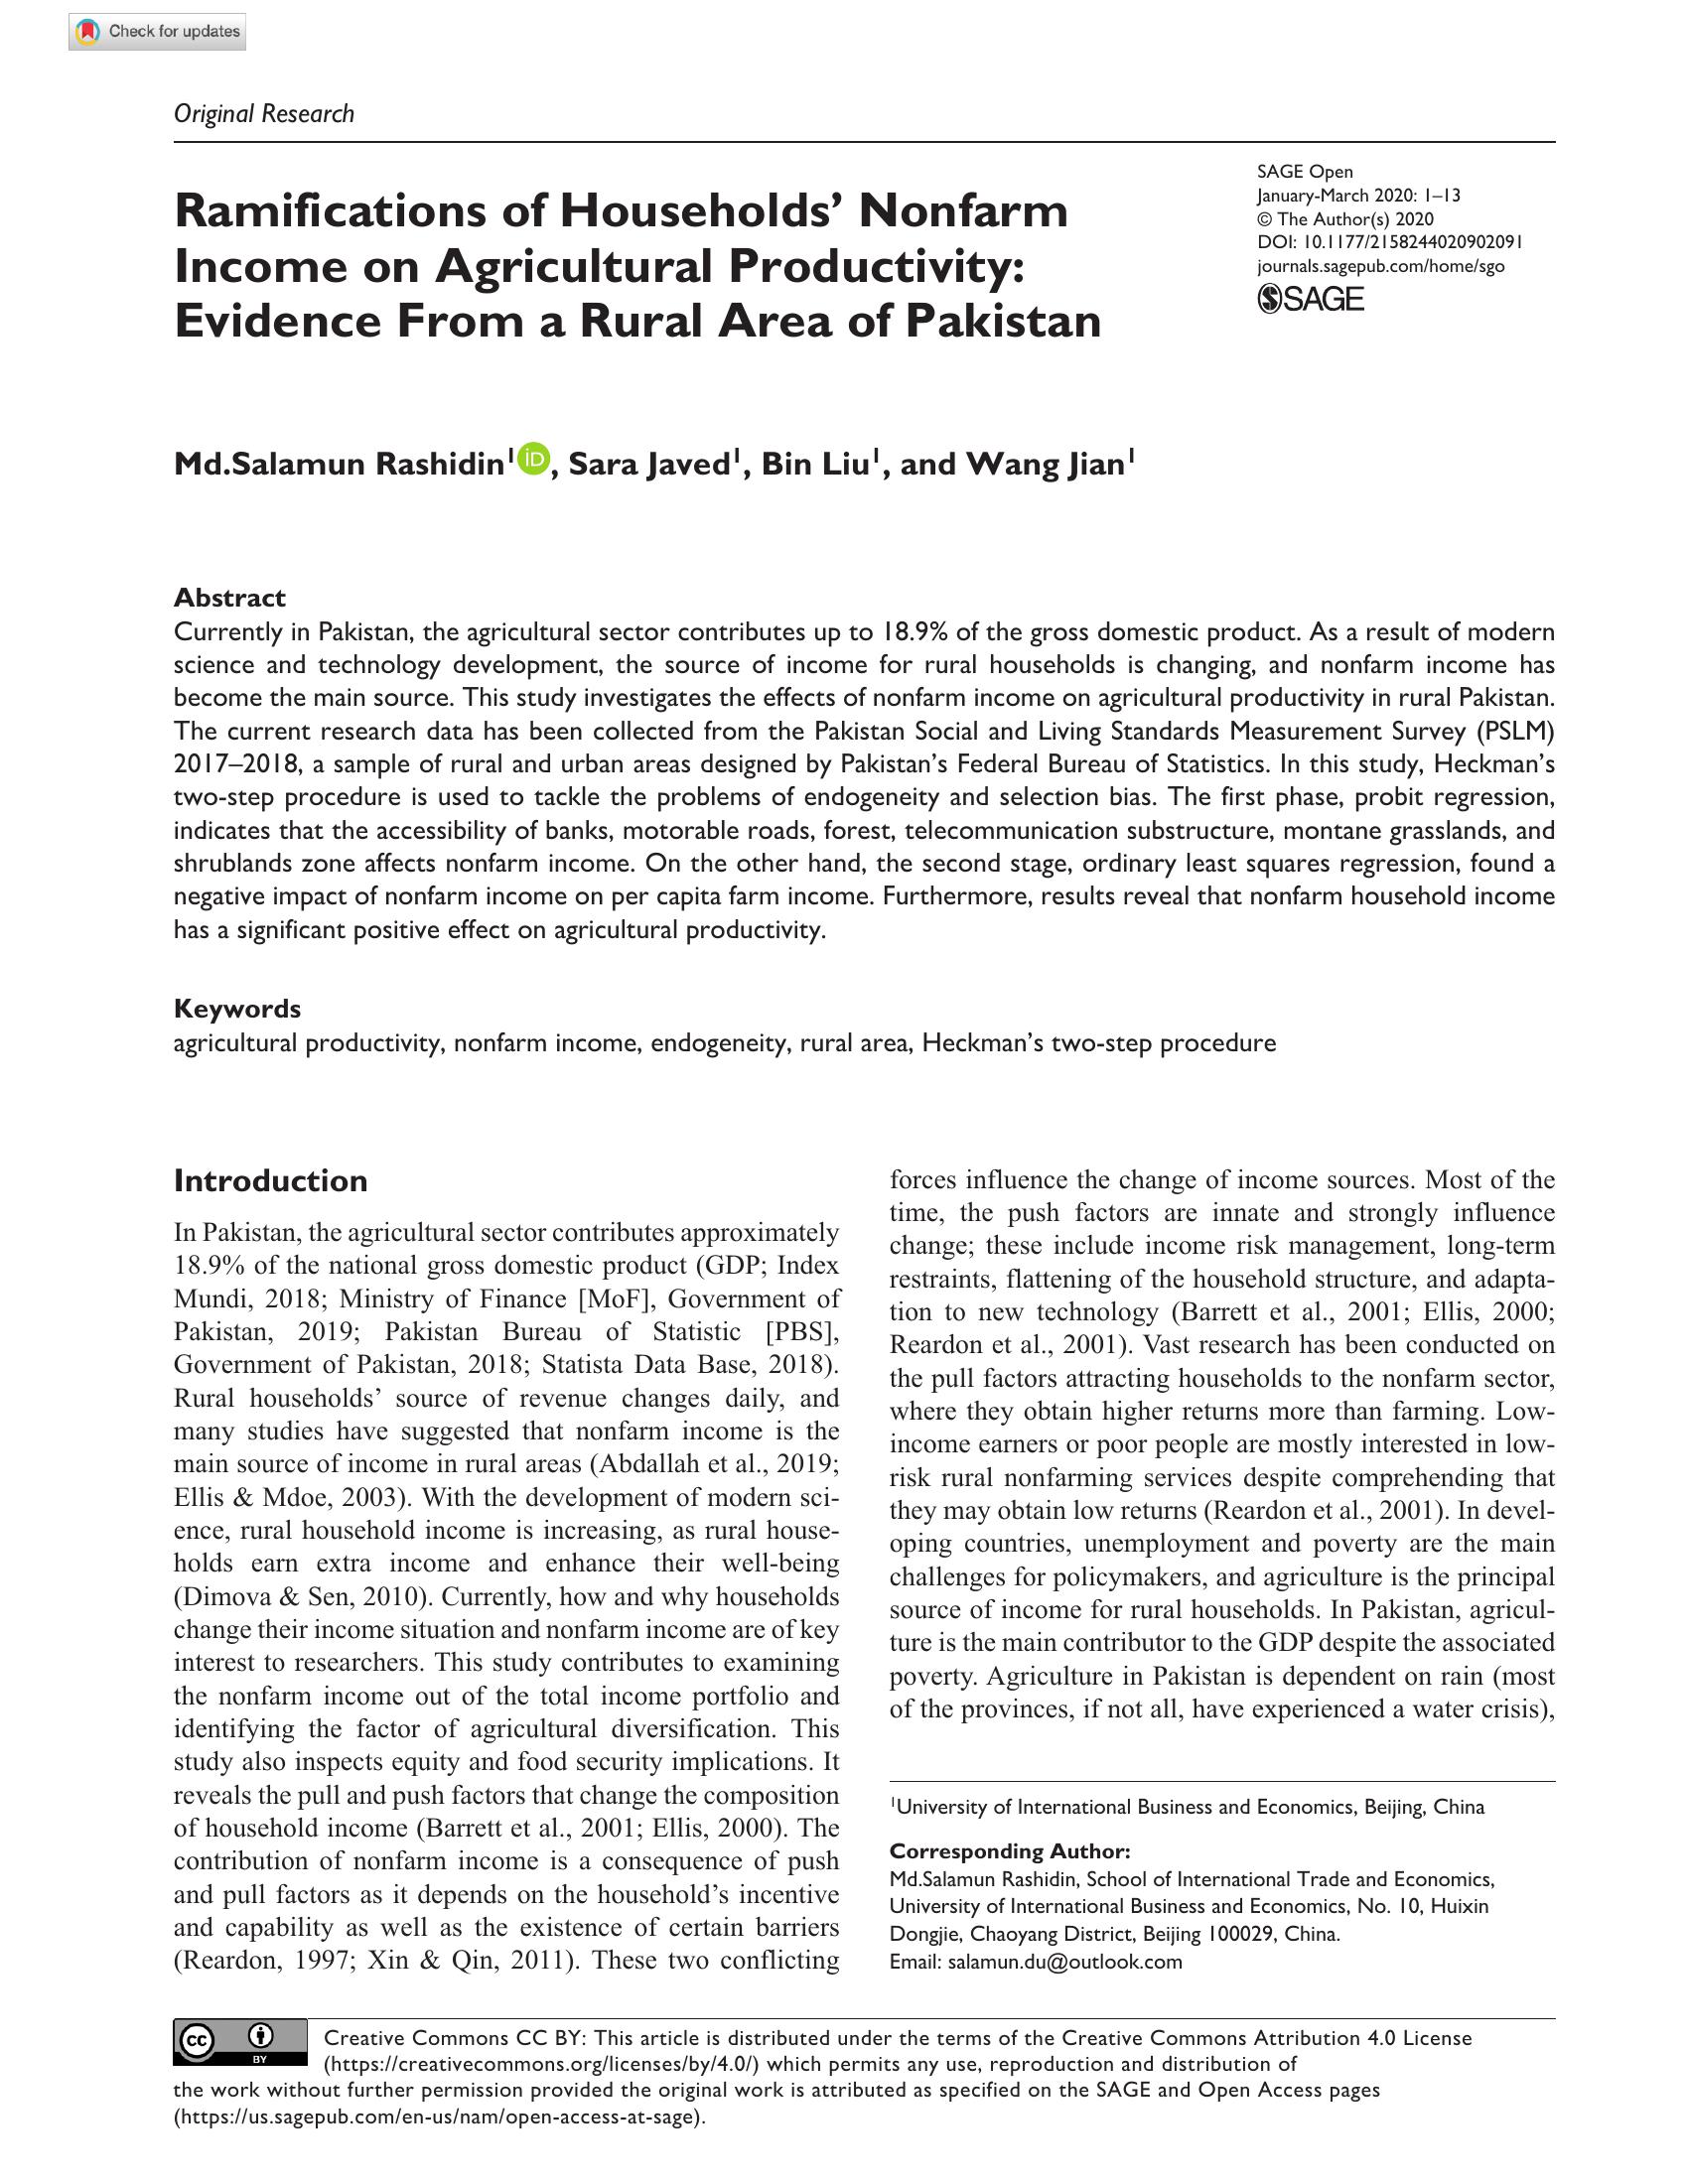 Check for updates
Original Research
SAGE Open
January-March 2020: 1–13
© The Author(s) 2020
DOI: 10.1177/2158244020902091
journals.sagepub.com/home/sgo
SAGE
Ramifications of Households’ Nonfarm
Income on Agricultural Productivity:
Evidence From a Rural Area of Pakistan
Md.Salamun Rashidin1 iD, Sara Javed1, Bin Liu1, and Wang Jian1
Abstract
Currently in Pakistan, the agricultural sector contributes up to 18.9% of the gross domestic product. As a result of modern
science and technology development, the source of income for rural households is changing, and nonfarm income has
become the main source. This study investigates the effects of nonfarm income on agricultural productivity in rural Pakistan.
The current research data has been collected from the Pakistan Social and Living Standards Measurement Survey (PSLM)
2017–2018, a sample of rural and urban areas designed by Pakistan’s Federal Bureau of Statistics. In this study, Heckman’s
two-step procedure is used to tackle the problems of endogeneity and selection bias. The first phase, probit regression,
indicates that the accessibility of banks, motorable roads, forest, telecommunication substructure, montane grasslands, and
shrublands zone affects nonfarm income. On the other hand, the second stage, ordinary least squares regression, found a
negative impact of nonfarm income on per capita farm income. Furthermore, results reveal that nonfarm household income
has a significant positive effect on agricultural productivity.
Keywords
agricultural productivity, nonfarm income, endogeneity, rural area, Heckman’s two-step procedure
Introduction
In Pakistan, the agricultural sector contributes approximately
18.9% of the national gross domestic product (GDP; Index
Mundi, 2018; Ministry of Finance [MoF], Government of
Pakistan, 2019; Pakistan Bureau of Statistic [PBS],
Government of Pakistan, 2018; Statista Data Base, 2018).
Rural households’ source of revenue changes daily, and
many studies have suggested that nonfarm income is the
main source of income in rural areas (Abdallah et al., 2019;
Ellis & Mdoe, 2003). With the development of modern sci-
ence, rural household income is increasing, as rural house-
holds earn extra income and enhance their well-being
(Dimova & Sen, 2010). Currently, how and why households
change their income situation and nonfarm income are of key
interest to researchers. This study contributes to examining
the nonfarm income out of the total income portfolio and
identifying the factor of agricultural diversification. This
study also inspects equity and food security implications. It
reveals the pull and push factors that change the composition
of household income (Barrett et al., 2001; Ellis, 2000). The
contribution of nonfarm income is a consequence of push
and pull factors as it depends on the household’s incentive
and capability as well as the existence of certain barriers
(Reardon, 1997; Xin & Qin, 2011). These two conflicting
forces influence the change of income sources. Most of the
time, the push factors are innate and strongly influence
change; these include income risk management, long-term
restraints, flattening of the household structure, and adapta-
tion to new technology (Barrett et al., 2001; Ellis, 2000;
Reardon et al., 2001). Vast research has been conducted on
the pull factors attracting households to the nonfarm sector,
where they obtain higher returns more than farming. Low-
income earners or poor people are mostly interested in low-
risk rural nonfarming services despite comprehending that
they may obtain low returns (Reardon et al., 2001). In devel-
oping countries, unemployment and poverty are the main
challenges for policymakers, and agriculture is the principal
source of income for rural households. In Pakistan, agricul-
ture is the main contributor to the GDP despite the associated
poverty. Agriculture in Pakistan is dependent on rain (most
of the provinces, if not all, have experienced a water crisis),
1University of International Business and Economics, Beijing, China
Corresponding Author:
Md.Salamun Rashidin, School of International Trade and Economics,
University of International Business and Economics, No. 10, Huixin
Dongjie, Chaoyang District, Beijing 100029, China.
Email: salamun.du@outlook.com
cc BY
Creative Commons CC BY: This article is distributed under the terms of the Creative Commons Attribution 4.0 License
(https://creativecommons.org/licenses/by/4.0/) which permits any use, reproduction and distribution of
the work without further permission provided the original work is attributed as specified on the SAGE and Open Access pages
(https://us.sagepub.com/en-us/nam/open-access-at-sage).